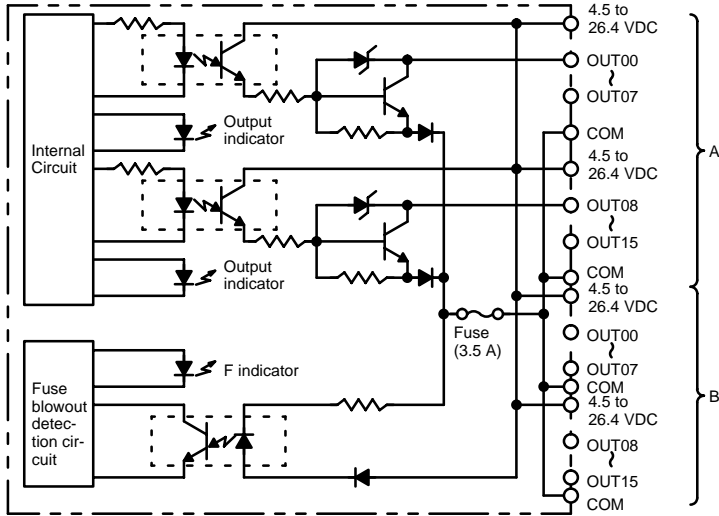 Internal
Circuit
Output
indicator
Output
indicator
Fuse
blowout
detec-
tion cir-
cuit
F indicator
Fuse
(3.5 A)
4.5 to
26.4 VDC
OUT00
~
OUT07
COM
4.5 to
26.4 VDC
OUT08
~
OUT15
COM
4.5 to
26.4 VDC
OUT00
~
OUT07
COM
4.5 to
26.4 VDC
OUT08
~
OUT15
COM
A
B